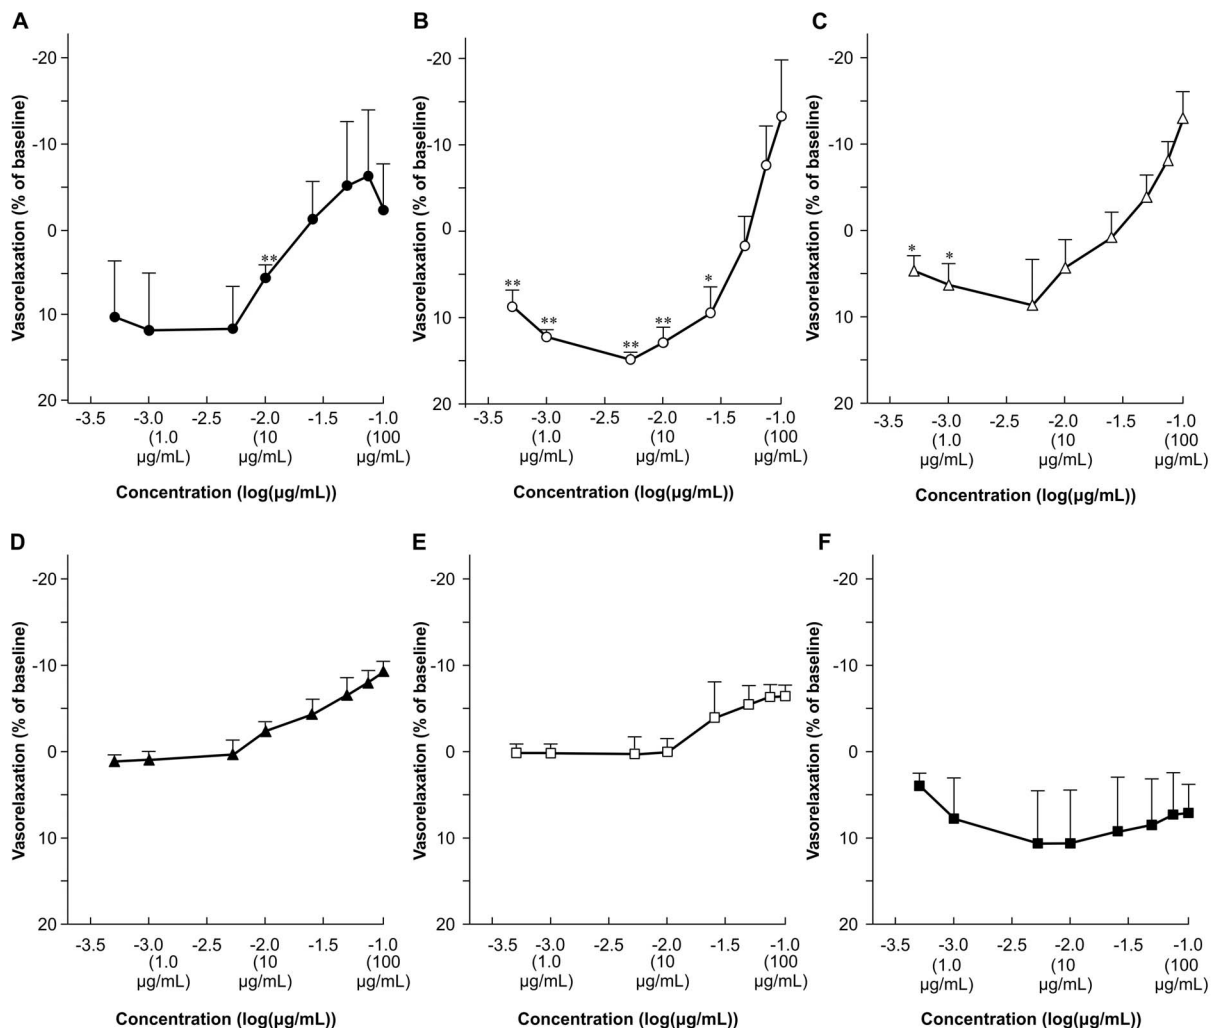 A
B
C
Vasorelaxation (% of baseline)
-20
-10
0
10
20
**
-3.5 -3.0 -2.5 -2.0 -1.5 -1.0
(1.0 (10 (100
µg/mL) µg/mL) µg/mL)
Concentration (log(µg/mL))
Vasorelaxation (% of baseline)
-20
-10
0
10
20
** ** ** ** *
-3.5 -3.0 -2.5 -2.0 -1.5 -1.0
(1.0 (10 (100
µg/mL) µg/mL) µg/mL)
Concentration (log(µg/mL))
Vasorelaxation (% of baseline)
-20
-10
0
10
20
* *
-3.5 -3.0 -2.5 -2.0 -1.5 -1.0
(1.0 (10 (100
µg/mL) µg/mL) µg/mL)
Concentration (log(µg/mL))
D
E
F
Vasorelaxation (% of baseline)
-20
-10
0
10
20
-3.5 -3.0 -2.5 -2.0 -1.5 -1.0
(1.0 (10 (100
µg/mL) µg/mL) µg/mL)
Concentration (log(µg/mL))
Vasorelaxation (% of baseline)
-20
-10
0
10
20
-3.5 -3.0 -2.5 -2.0 -1.5 -1.0
(1.0 (10 (100
µg/mL) µg/mL) µg/mL)
Concentration (log(µg/mL))
Vasorelaxation (% of baseline)
-20
-10
0
10
20
-3.5 -3.0 -2.5 -2.0 -1.5 -1.0
(1.0 (10 (100
µg/mL) µg/mL) µg/mL)
Concentration (log(µg/mL))